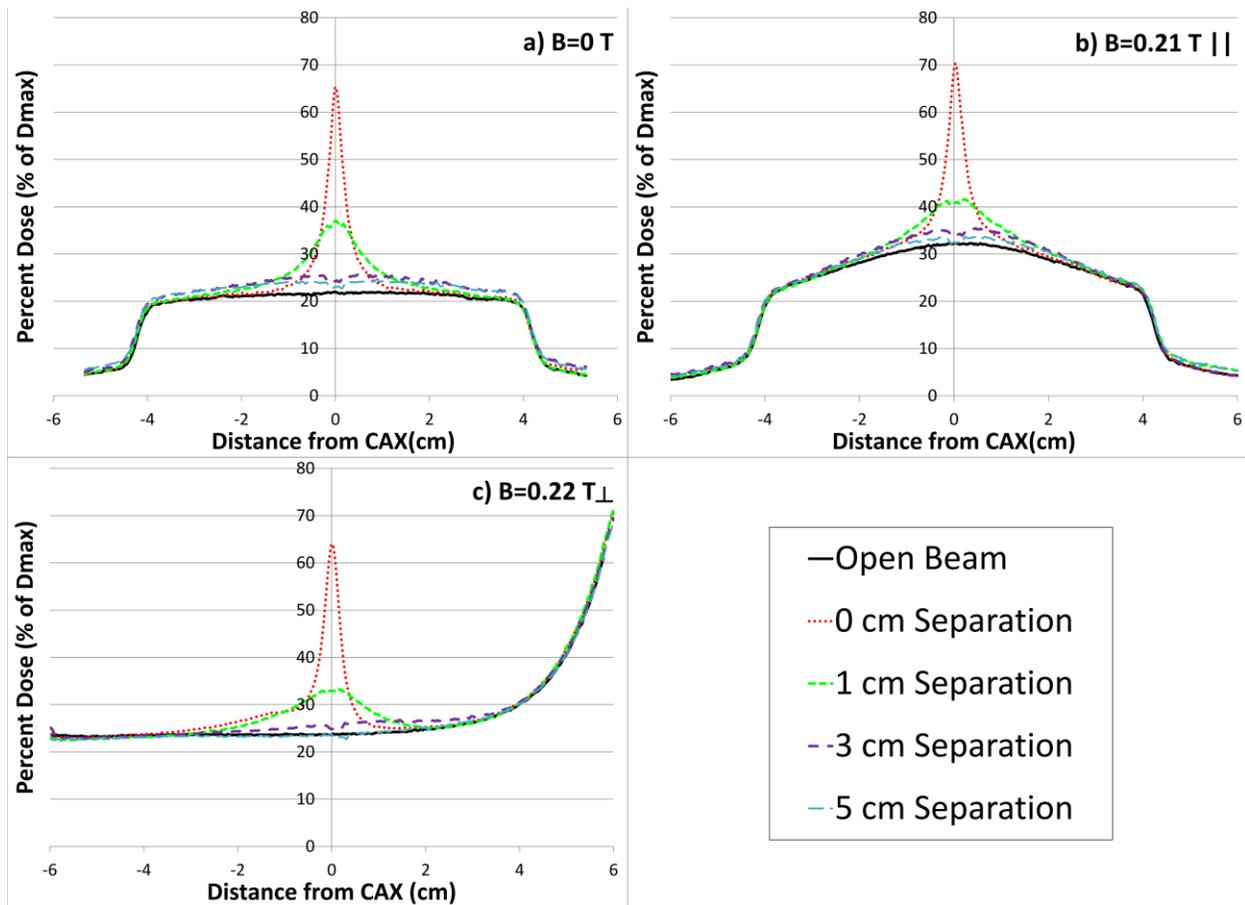 a) B=0 T
Percent Dose (% of Dmax)
80
70
60
50
40
30
20
10
0
-6 -4 -2 0 2 4 6
Distance from CAX(cm)
b) B=0.21 T ||
Percent Dose (% of Dmax)
80
70
60
50
40
30
20
10
0
-6 -4 -2 0 2 4 6
Distance from CAX(cm)
c) B=0.22 T⊥
Percent Dose (% of Dmax)
80
70
60
50
40
30
20
10
0
-6 -4 -2 0 2 4 6
Distance from CAX (cm)
Open Beam
0 cm Separation
1 cm Separation
3 cm Separation
5 cm Separation